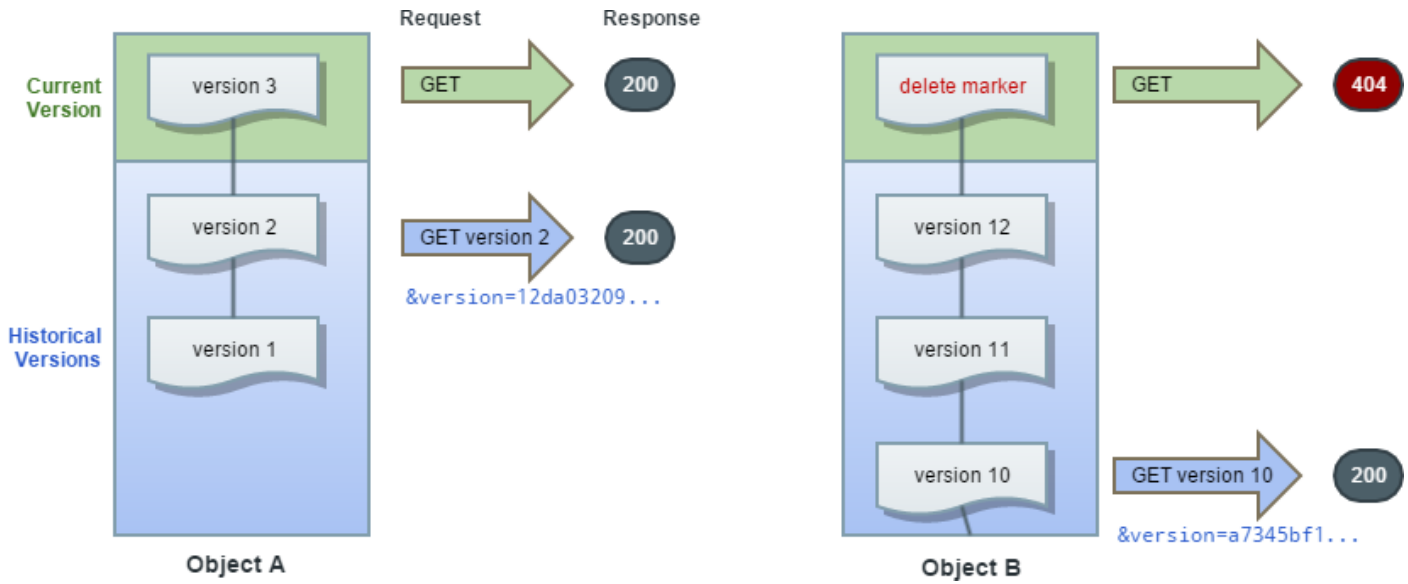 Request
Response
Current
Version
version 3
GET
200
version 2
GET version 2
200
&version=12da03209...
Historical
Versions
version 1
Object A
delete marker
GET
404
version 12
version 11
version 10
GET version 10
200
&version=a7345bf1...
Object B